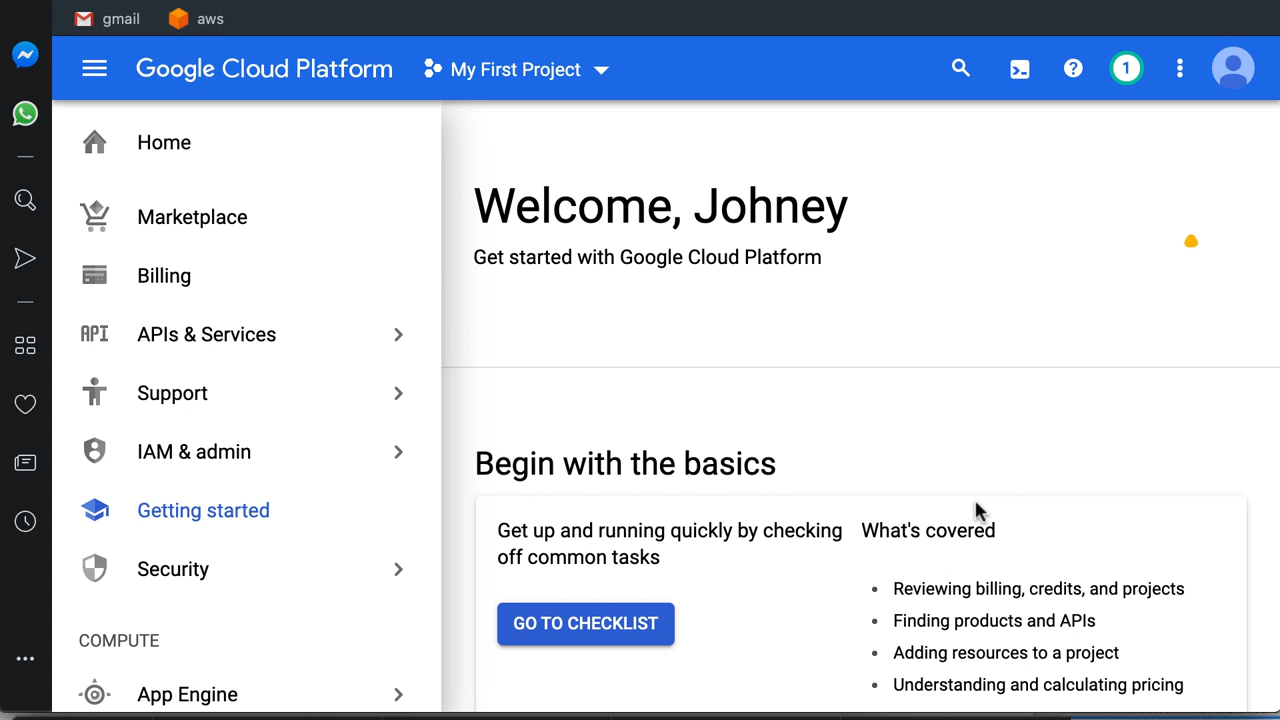 gmail aws
Google Cloud Platform My First Project 1
Home
Marketplace
Billing
API APIs & Services
Support
IAM & admin
Getting started
Security
COMPUTE
App Engine
Welcome, Johney
Get started with Google Cloud Platform
Begin with the basics
Get up and running quickly by checking
off common tasks
GO TO CHECKLIST
What's covered
• Reviewing billing, credits, and projects
• Finding products and APIs
• Adding resources to a project
• Understanding and calculating pricing